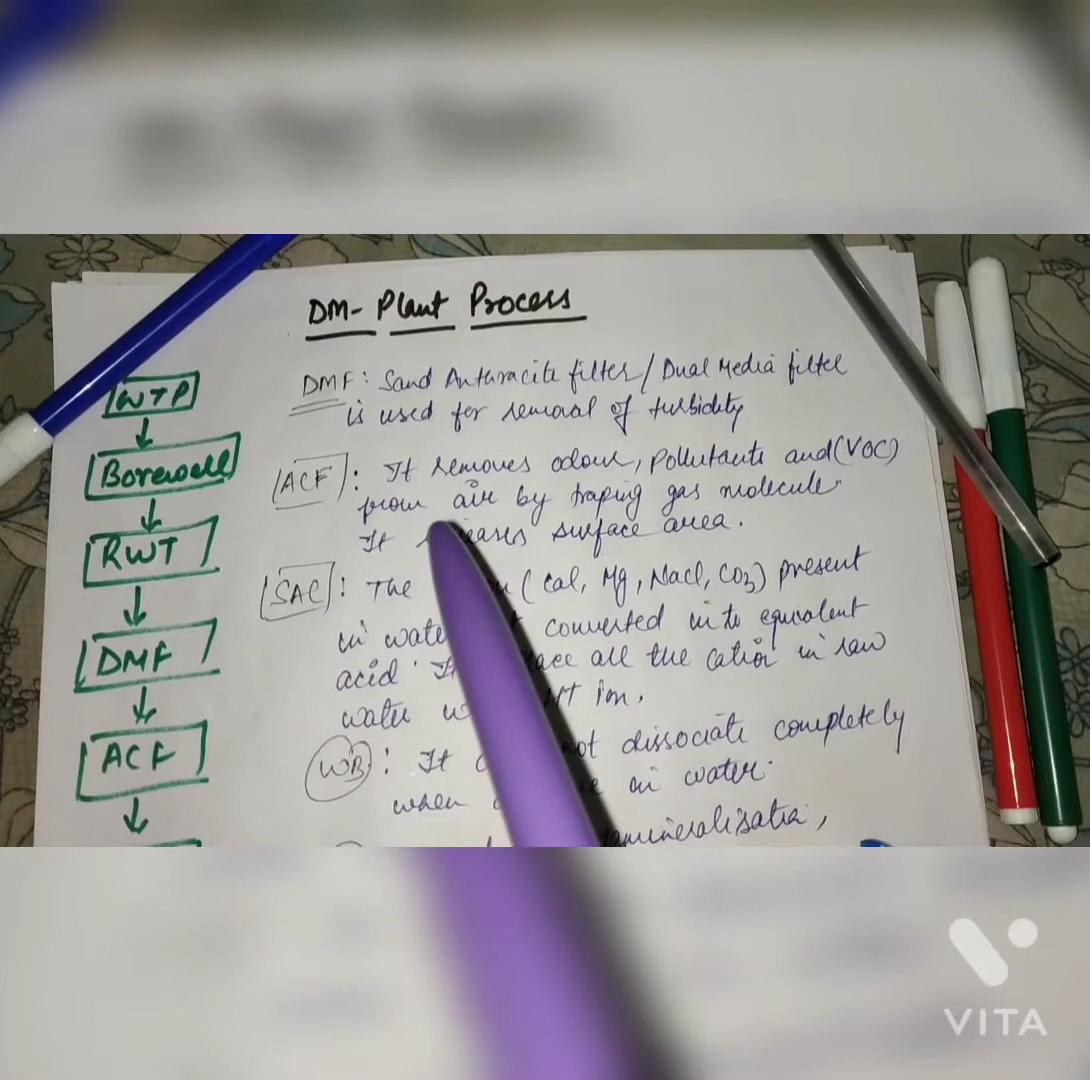 DM- Plant Process
WTP
Borewell
RWT
DMF
ACF
DMF: Sand Anthracite filter/Dual Media filter
is used for removal of turbidity
ACF: It removes odour, pollutants and (VOC)
from air by traping gas molecule.
It surface area.
SAC: The (Cal, Mg, Nacl, CO3) present
in water converted in to equivalent
acid. all the cation in raw
water H+ ion.
WB: It not dissociate completely
when in water.
VITA